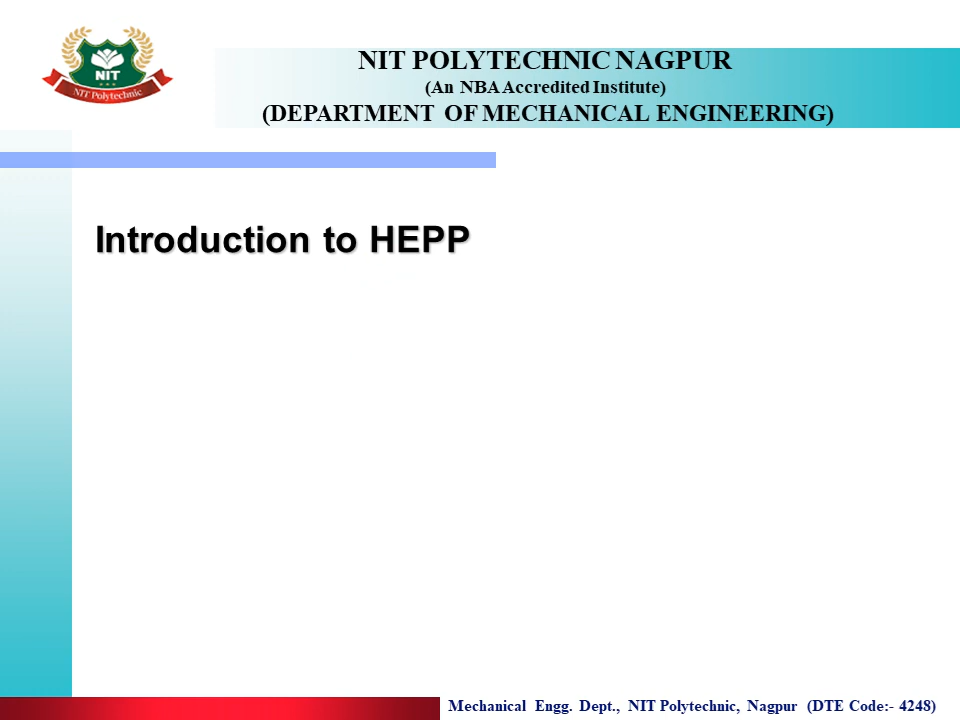 NIT
NIT Polytechnic
NIT POLYTECHNIC NAGPUR
(An NBA Accredited Institute)
(DEPARTMENT OF MECHANICAL ENGINEERING)
Introduction to HEPP
Mechanical Engg. Dept., NIT Polytechnic, Nagpur (DTE Code:- 4248)